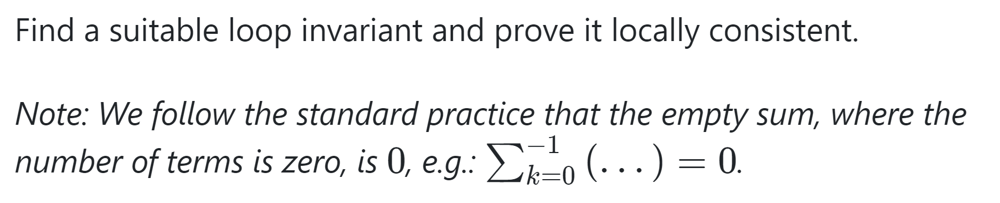 Find a suitable loop invariant and prove it locally consistent.
Note: We follow the standard practice that the empty sum, where the
number of terms is zero, is 0, e.g.: $\sum_{k=0}^{-1} (\ldots) = 0$.